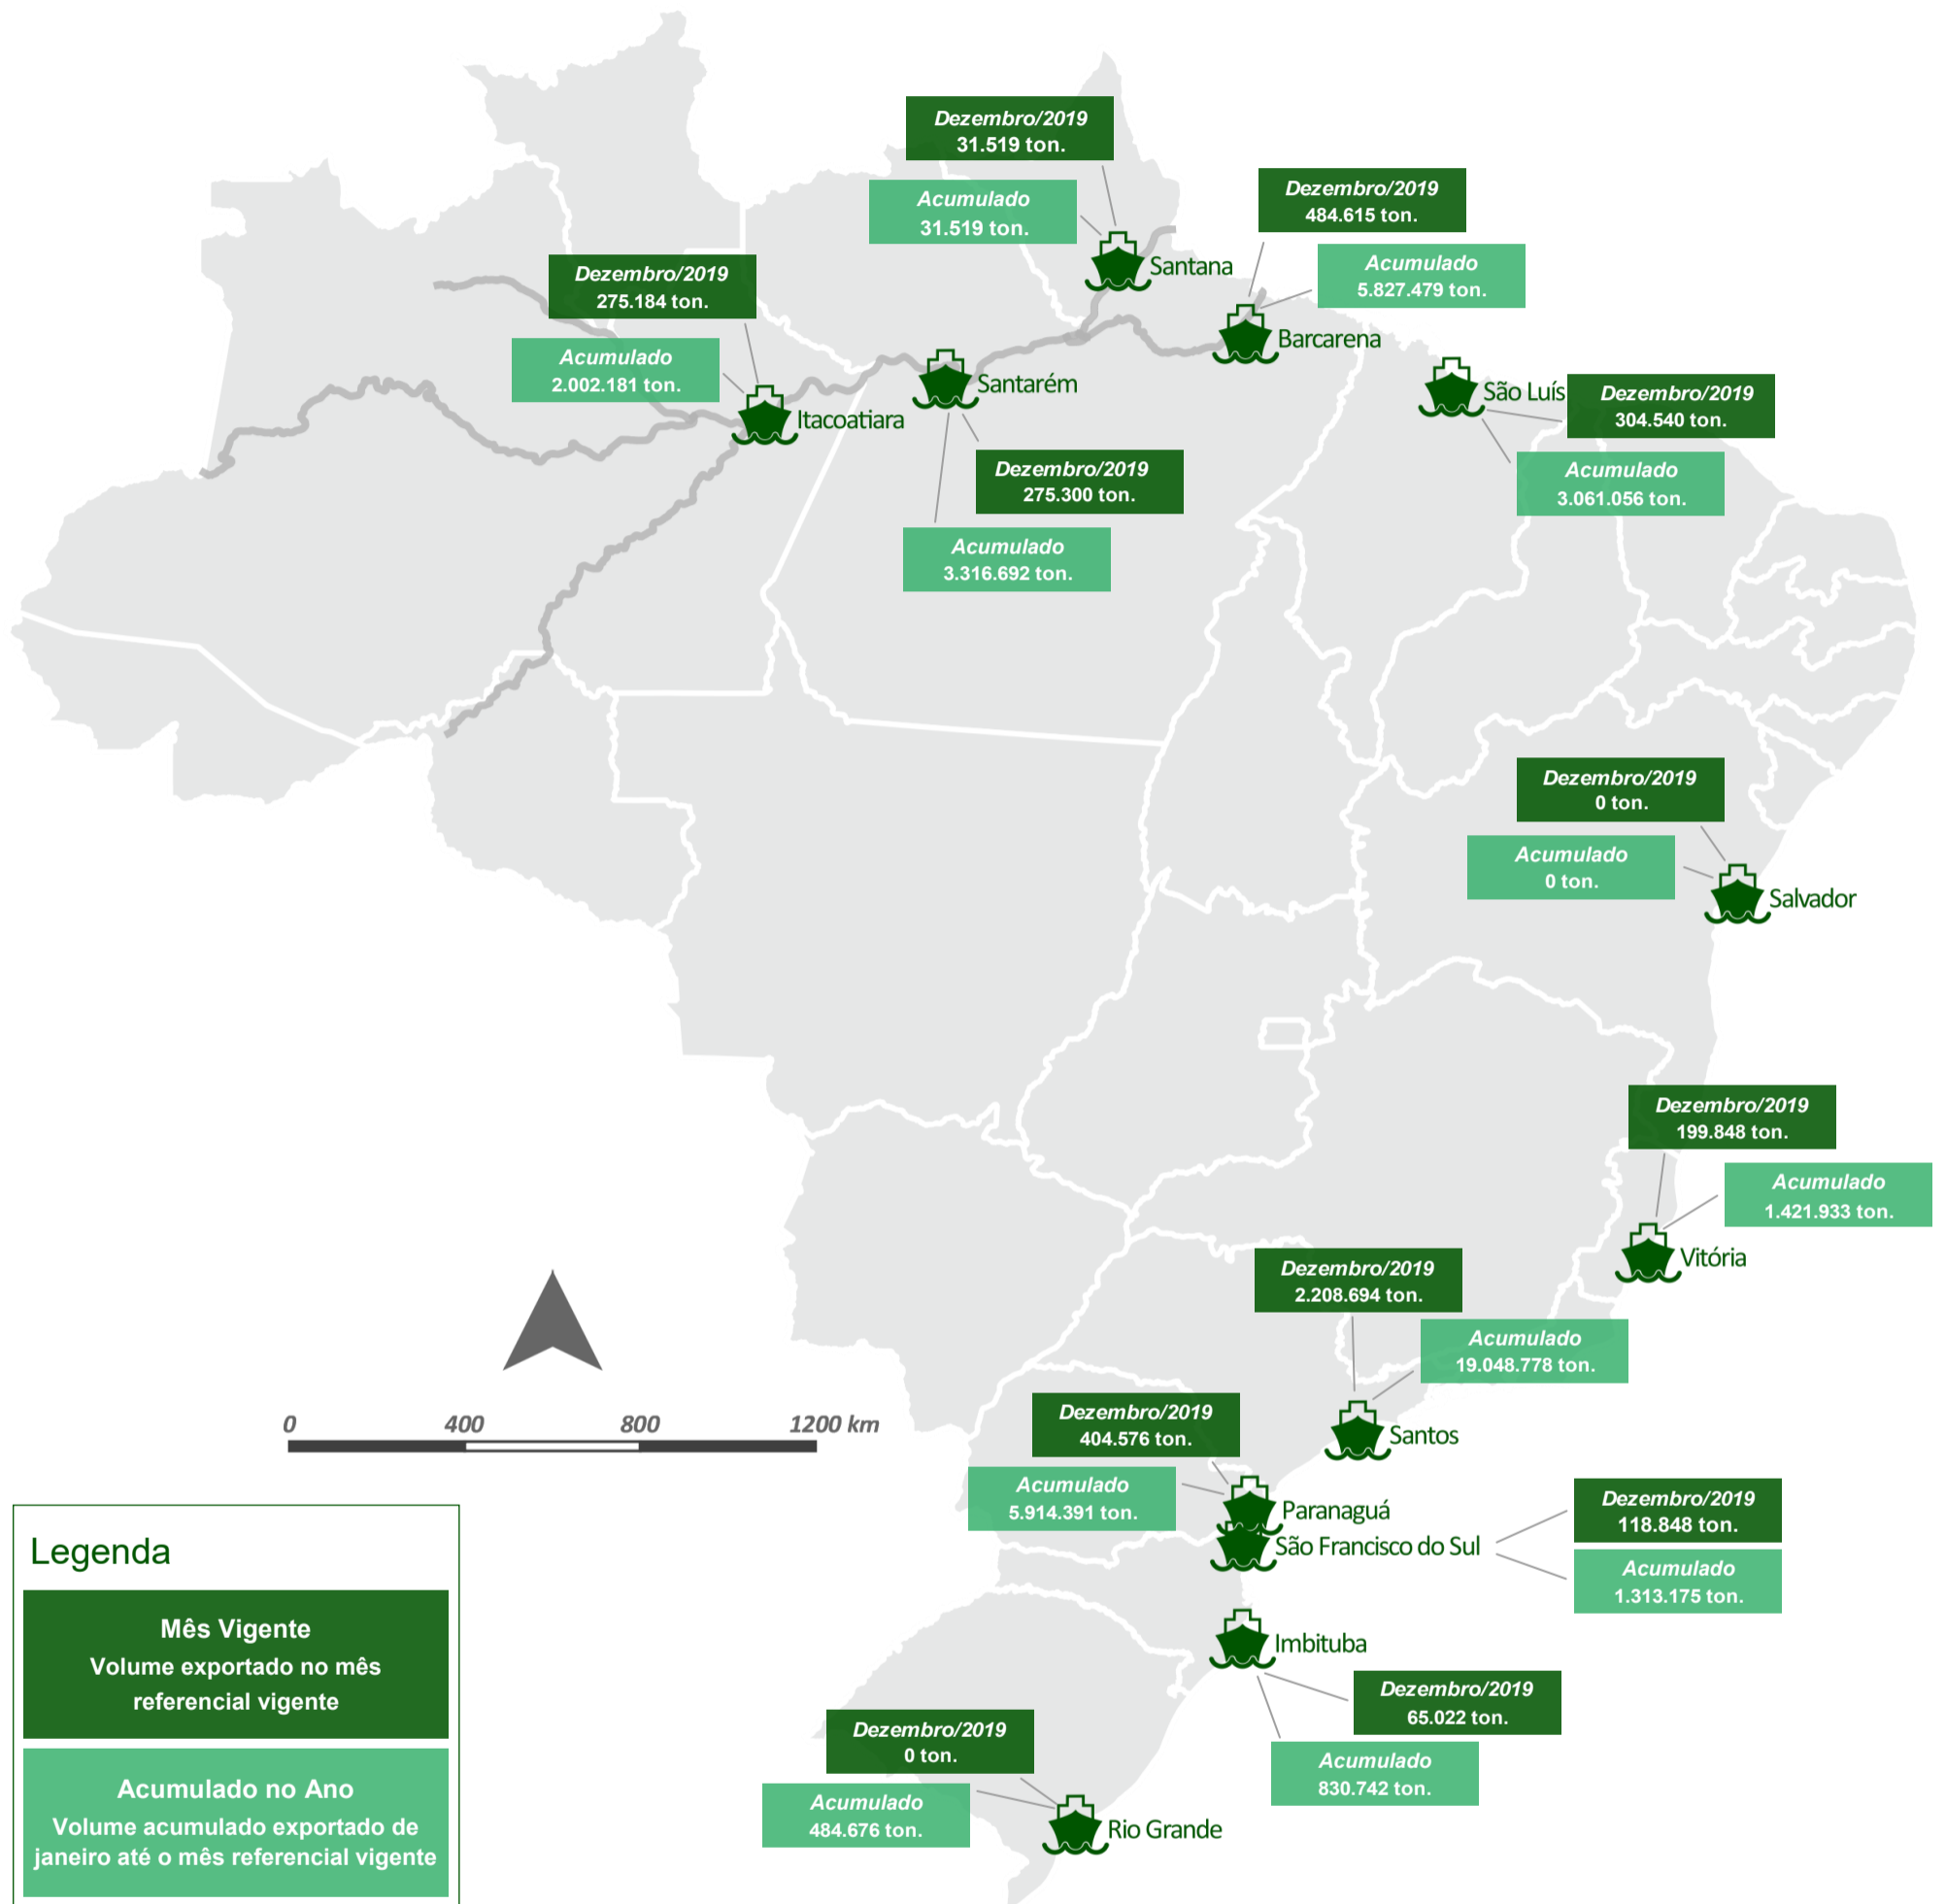 Dezembro/2019
31.519 ton.
Acumulado
31.519 ton.
Santana
Dezembro/2019
484.615 ton.
Acumulado
5.827.479 ton.
Barcarena
Dezembro/2019
275.184 ton.
Acumulado
2.002.181 ton.
Itacoatiara
Santarém
Dezembro/2019
275.300 ton.
Acumulado
3.316.692 ton.
São Luís
Dezembro/2019
304.540 ton.
Acumulado
3.061.056 ton.
Dezembro/2019
0 ton.
Acumulado
0 ton.
Salvador
Dezembro/2019
199.848 ton.
Acumulado
1.421.933 ton.
Vitória
Dezembro/2019
2.208.694 ton.
Acumulado
19.048.778 ton.
Santos
Dezembro/2019
404.576 ton.
Acumulado
5.914.391 ton.
Paranaguá
São Francisco do Sul
Dezembro/2019
118.848 ton.
Acumulado
1.313.175 ton.
Imbituba
Dezembro/2019
65.022 ton.
Acumulado
830.742 ton.
Dezembro/2019
0 ton.
Acumulado
484.676 ton.
Rio Grande
0 400 800 1200 km
Legenda
Mês Vigente
Volume exportado no mês
referencial vigente
Acumulado no Ano
Volume acumulado exportado de
janeiro até o mês referencial vigente